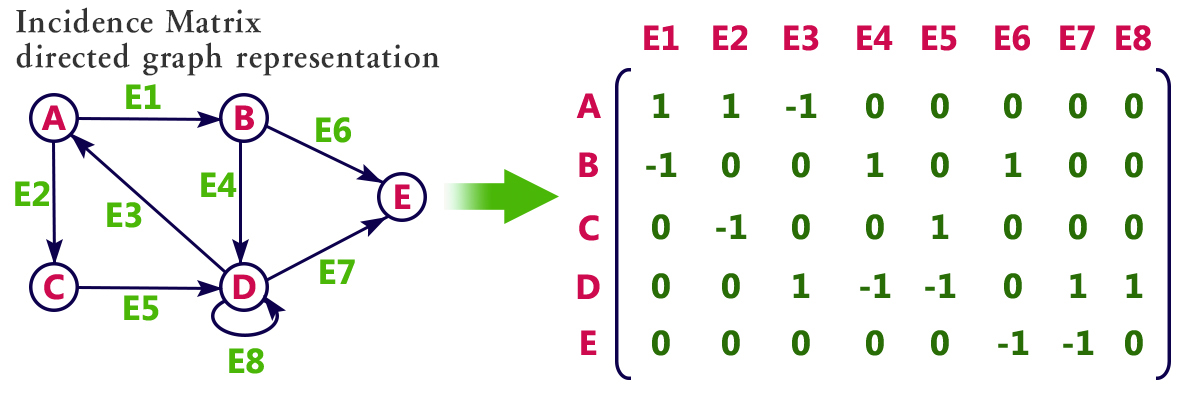 Incidence Matrix
directed graph representation
E1
A
B
E6
E2
E3
E4
E
C
E5
D
E7
E8
E1 E2 E3 E4 E5 E6 E7 E8
A 1 1 -1 0 0 0 0 0
B -1 0 0 1 0 1 0 0
C 0 -1 0 0 1 0 0 0
D 0 0 1 -1 -1 0 1 1
E 0 0 0 0 0 -1 -1 0